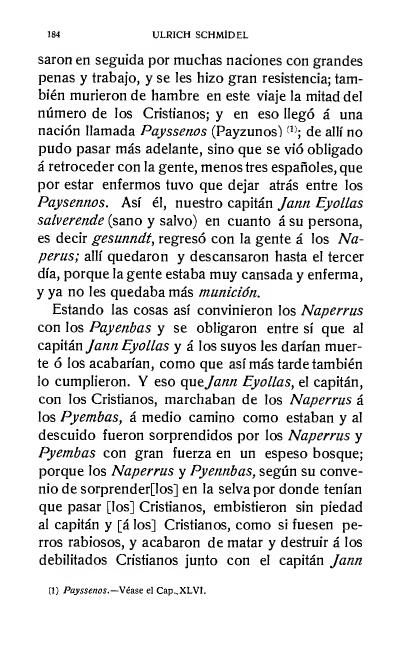 184 ULRICH SCHMÍDEL
saron en seguida por muchas naciones con grandes
penas y trabajo, y se les hizo gran resistencia; tam-
bién murieron de hambre en este viaje la mitad del
número de los Cristianos; y en eso llegó á una
nación llamada Payssenos (Payzunos) (1); de allí no
pudo pasar más adelante, sino que se vió obligado
á retroceder con la gente, menos tres españoles, que
por estar enfermos tuvo que dejar atrás entre los
Paysennos. Así él, nuestro capitán Jann Eyollas
salverende (sano y salvo) en cuanto á su persona,
es decir gesunndt, regresó con la gente á los Na-
perus; allí quedaron y descansaron hasta el tercer
día, porque la gente estaba muy cansada y enferma,
y ya no les quedaba más munición.
Estando las cosas así convinieron los Naperrus
con los Payenbas y se obligaron entre sí que al
capitán Jann Eyollas y á los suyos les darían muer-
te ó los acabarían, como que así más tarde también
lo cumplieron. Y eso que Jann Eyollas, el capitán,
con los Cristianos, marchaban de los Naperrus á
los Pyembas, á medio camino como estaban y al
descuido fueron sorprendidos por los Naperrus y
Pyembas con gran fuerza en un espeso bosque;
porque los Naperrus y Pyennbas, según su conve-
nio de sorprender[los] en la selva por donde tenían
que pasar [los] Cristianos, embistieron sin piedad
al capitán y [á los] Cristianos, como si fuesen pe-
rros rabiosos, y acabaron de matar y destruir á los
debilitados Cristianos junto con el capitán Jann
(1) Payssenos.—Véase el Cap., XLVI.